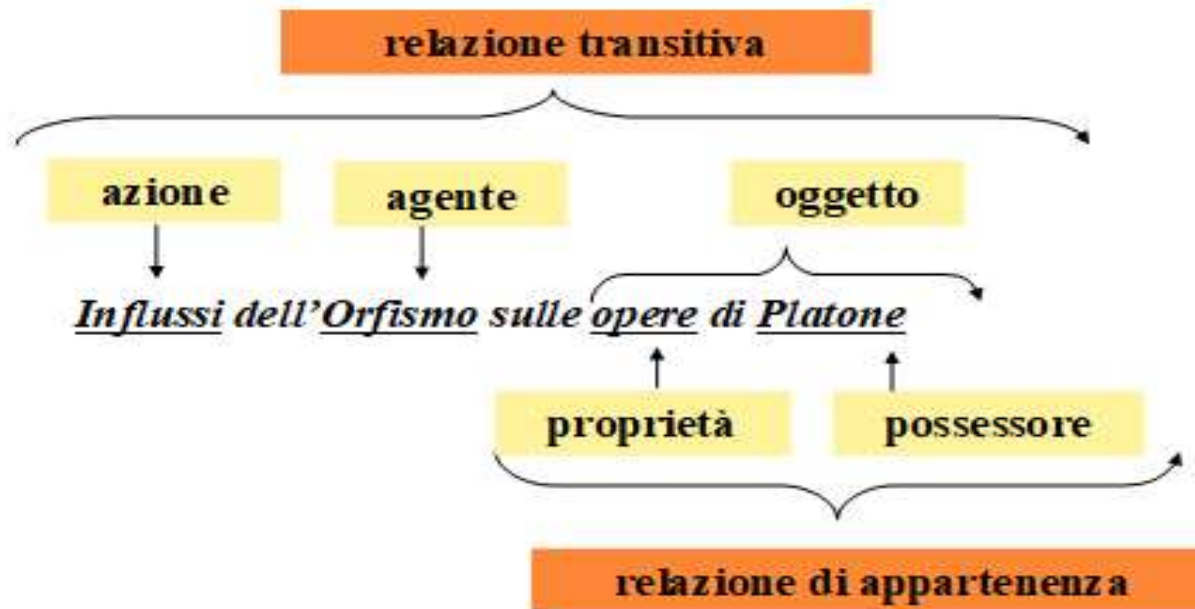 relazione transitiva
azione agente oggetto
Influssi dell’Orfismo sulle opere di Platone
proprietà possessore
relazione di appartenenza